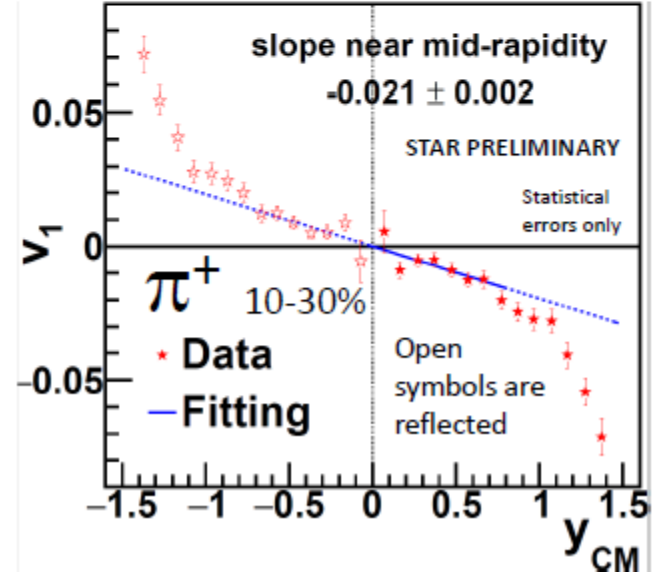 slope near mid-rapidity
-0.021 ± 0.002
0.05
STAR PRELIMINARY
Statistical
errors only
v1
0
π+ 10-30%
Data
Open
symbols are
reflected
−0.05
Fitting
−1.5 −1 −0.5 0 0.5 1 1.5
yCM